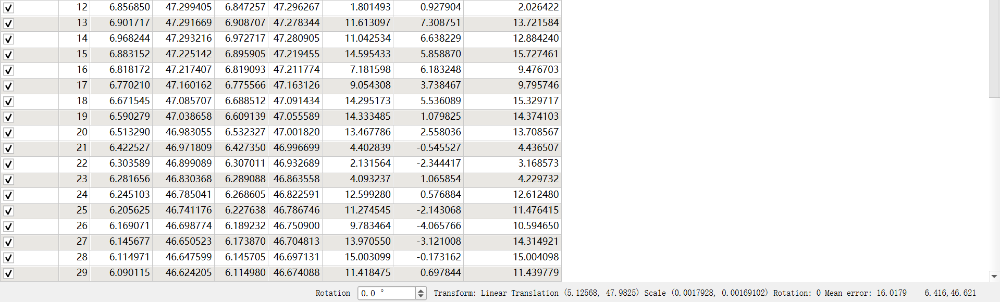 12 6.856850 47.299405 6.847257 47.296267 1.801493 0.927904 2.026422
13 6.901717 47.291669 6.908707 47.278344 11.613097 7.308751 13.721584
14 6.968244 47.293216 6.972717 47.280905 11.042534 6.638229 12.884240
15 6.883152 47.225142 6.895905 47.219455 14.595433 5.858870 15.727461
16 6.818172 47.217407 6.819093 47.211774 7.181598 6.183248 9.476703
17 6.770210 47.160162 6.775566 47.163126 9.054308 3.738467 9.795746
18 6.671545 47.085707 6.688512 47.091434 14.295173 5.536089 15.329717
19 6.590279 47.038658 6.609139 47.055589 14.333485 1.079825 14.374103
20 6.513290 46.983055 6.532327 47.001820 13.467786 2.558036 13.708567
21 6.422527 46.971809 6.427350 46.996699 4.402839 -0.545527 4.436507
22 6.303589 46.899089 6.307011 46.932689 2.131564 -2.344417 3.168573
23 6.281656 46.830368 6.289088 46.863558 4.093237 1.065854 4.229732
24 6.245103 46.785041 6.268605 46.822591 12.599280 0.576884 12.612480
25 6.205625 46.741176 6.227638 46.786746 11.274545 -2.143068 11.476415
26 6.169071 46.698774 6.189232 46.750900 9.783464 -4.065766 10.594650
27 6.145677 46.650523 6.173870 46.704813 13.970550 -3.121008 14.314921
28 6.114971 46.647599 6.145705 46.697131 15.003099 -0.173162 15.004098
29 6.090115 46.624205 6.114980 46.674088 11.418475 0.697844 11.439779
Rotation 0.0 ° Transform: Linear Translation (5.12568, 47.9825) Scale (0.0017928, 0.00169102) Rotation: 0 Mean error: 16.0179 6.416,46.621